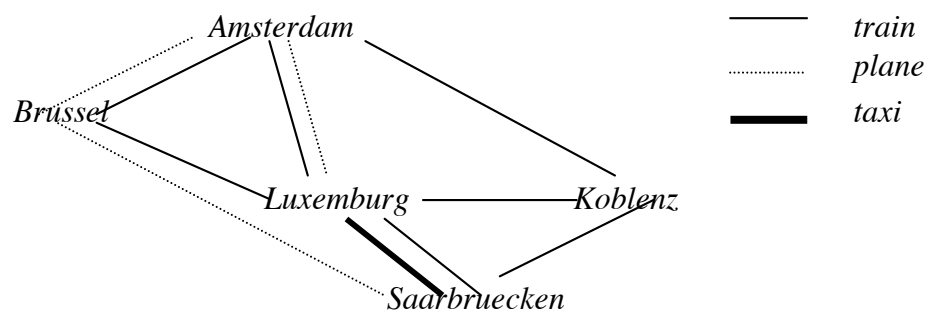 Amsterdam
train
plane
Brussel
taxi
Luxemburg
Koblenz
Saarbruecken